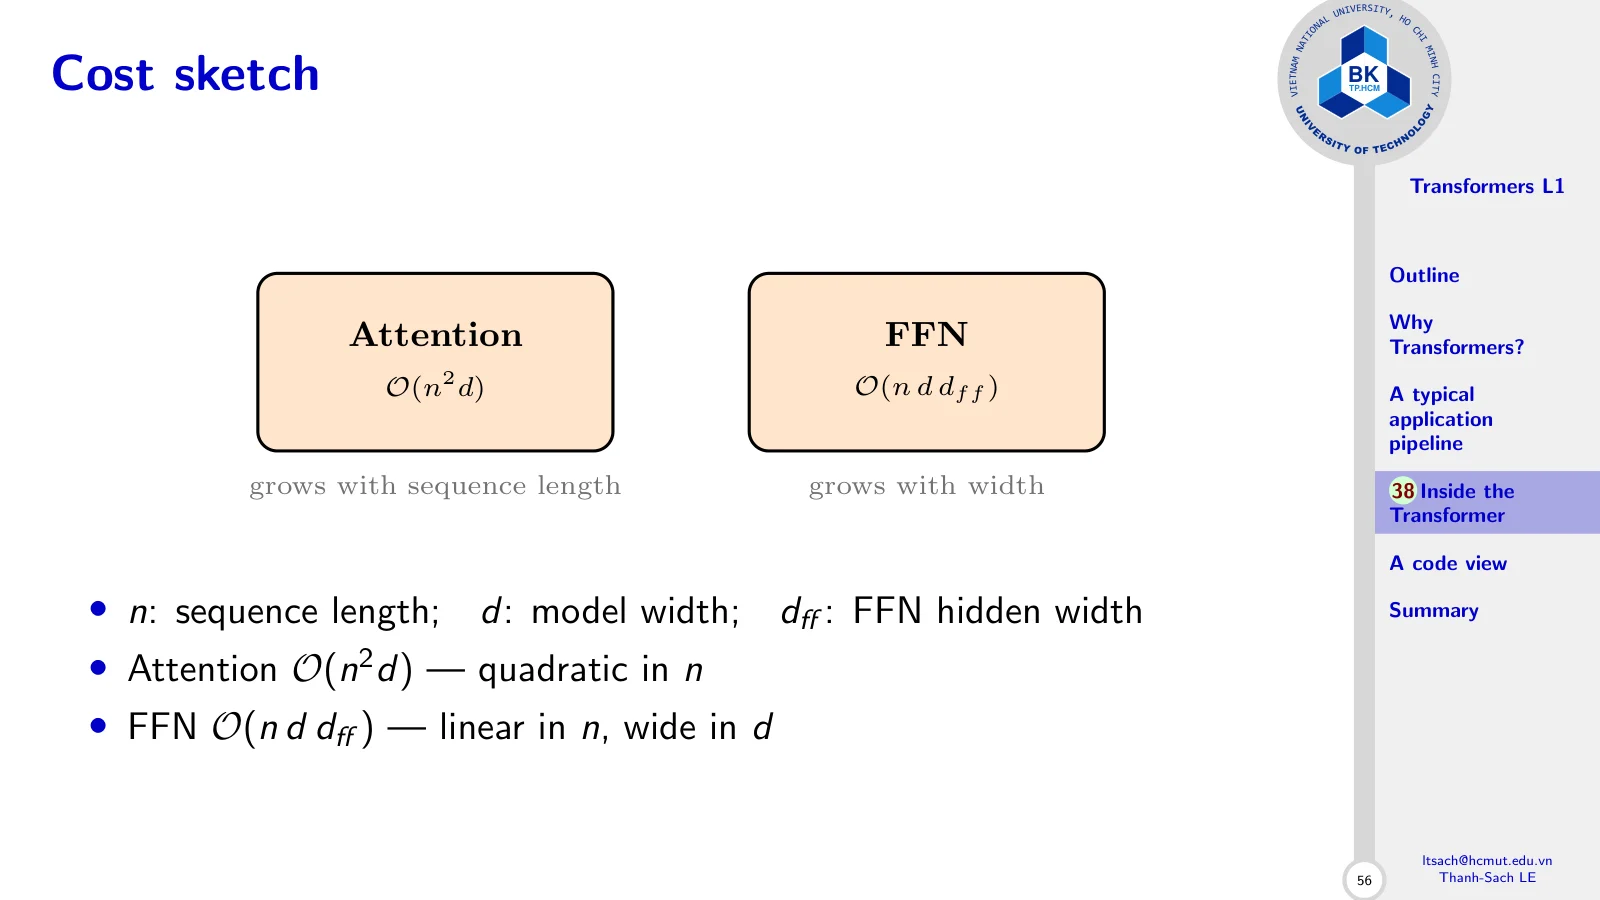 Cost sketch
Attention
𝒪(n²d)
grows with sequence length
FFN
𝒪(n d d_ff)
grows with width
• n: sequence length; d: model width; d_ff: FFN hidden width
• Attention 𝒪(n²d) — quadratic in n
• FFN 𝒪(n d d_ff) — linear in n, wide in d
VIETNAM NATIONAL UNIVERSITY, HO CHI MINH CITY
BK
TP.HCM
UNIVERSITY OF TECHNOLOGY
Transformers L1
Outline
Why
Transformers?
A typical
application
pipeline
38 Inside the
Transformer
A code view
Summary
ltsach@hcmut.edu.vn
Thanh-Sach LE
56